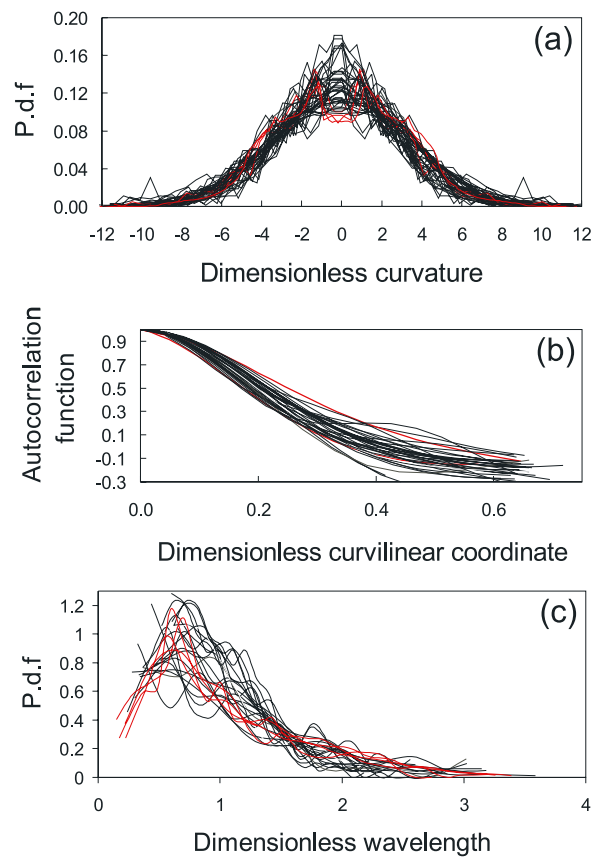 (a)
P.d.f
0.20
0.16
0.12
0.08
0.04
0.00
-12 -10 -8 -6 -4 -2 0 2 4 6 8 10 12
Dimensionless curvature
(b)
Autocorrelation
function
0.9
0.7
0.5
0.3
0.1
-0.1
-0.3
0.0 0.2 0.4 0.6
Dimensionless curvilinear coordinate
(c)
P.d.f
1.2
1
0.8
0.6
0.4
0.2
0
0 1 2 3 4
Dimensionless wavelength